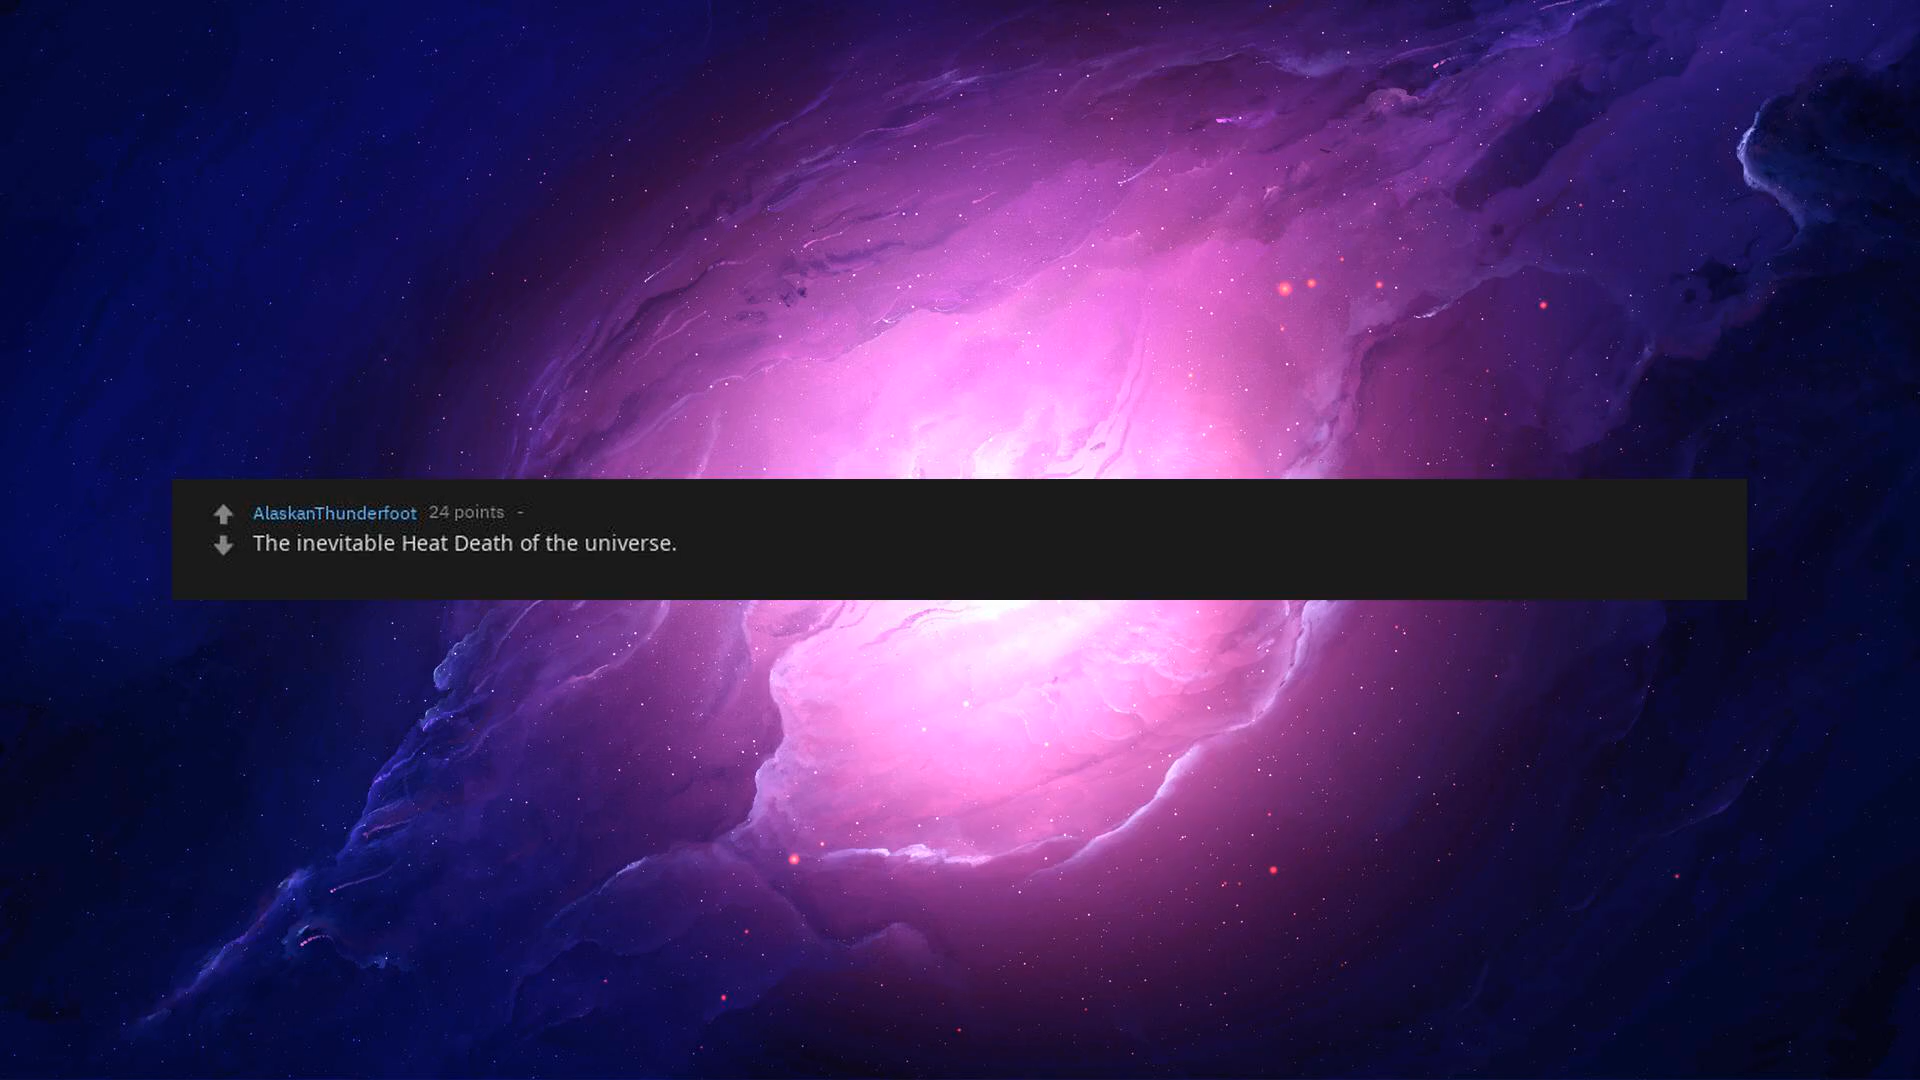 AlaskanThunderfoot 24 points -
The inevitable Heat Death of the universe.